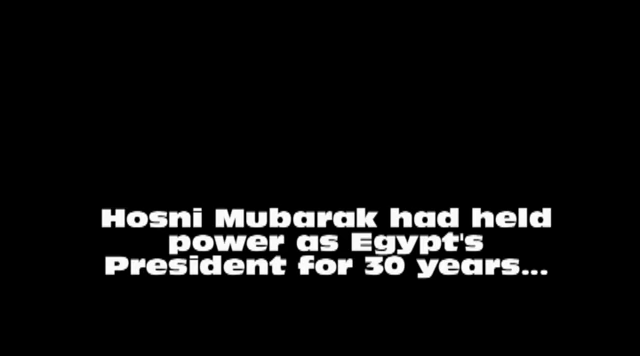 Hosni Mubarak had held
power as Egypt's
President for 30 years...